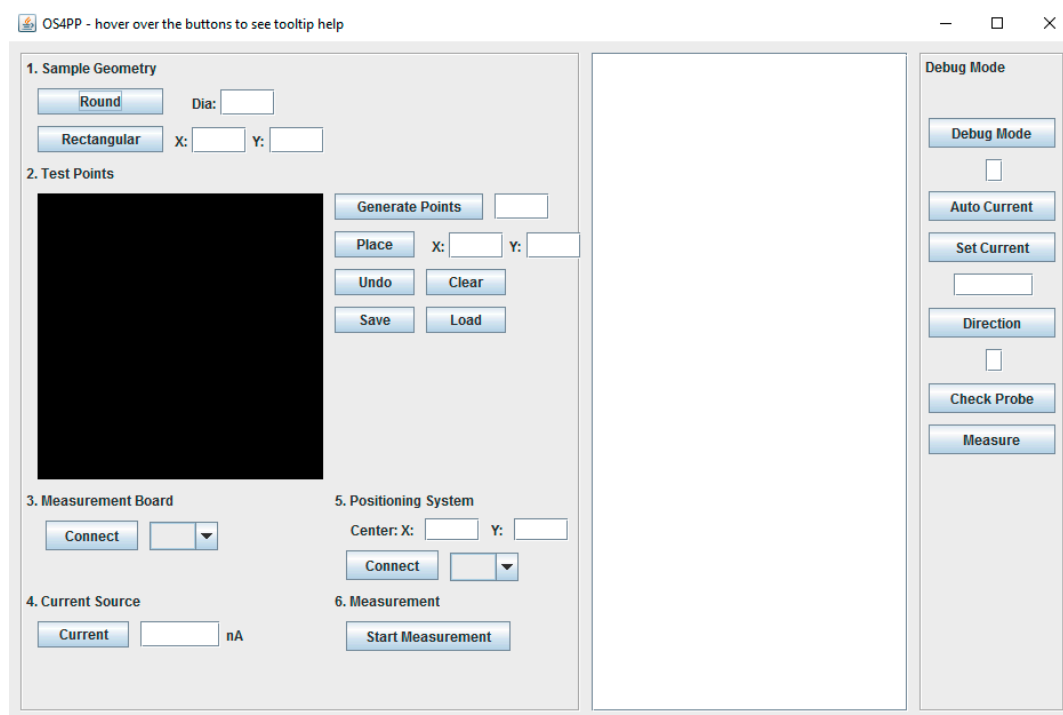 OS4PP - hover over the buttons to see tooltip help
1. Sample Geometry
Round Dia:
Rectangular X: Y:
2. Test Points
Generate Points
Place X: Y:
Undo Clear
Save Load
3. Measurement Board
Connect
4. Current Source
Current nA
5. Positioning System
Center: X: Y:
Connect
6. Measurement
Start Measurement
Debug Mode
Debug Mode
Auto Current
Set Current
Direction
Check Probe
Measure